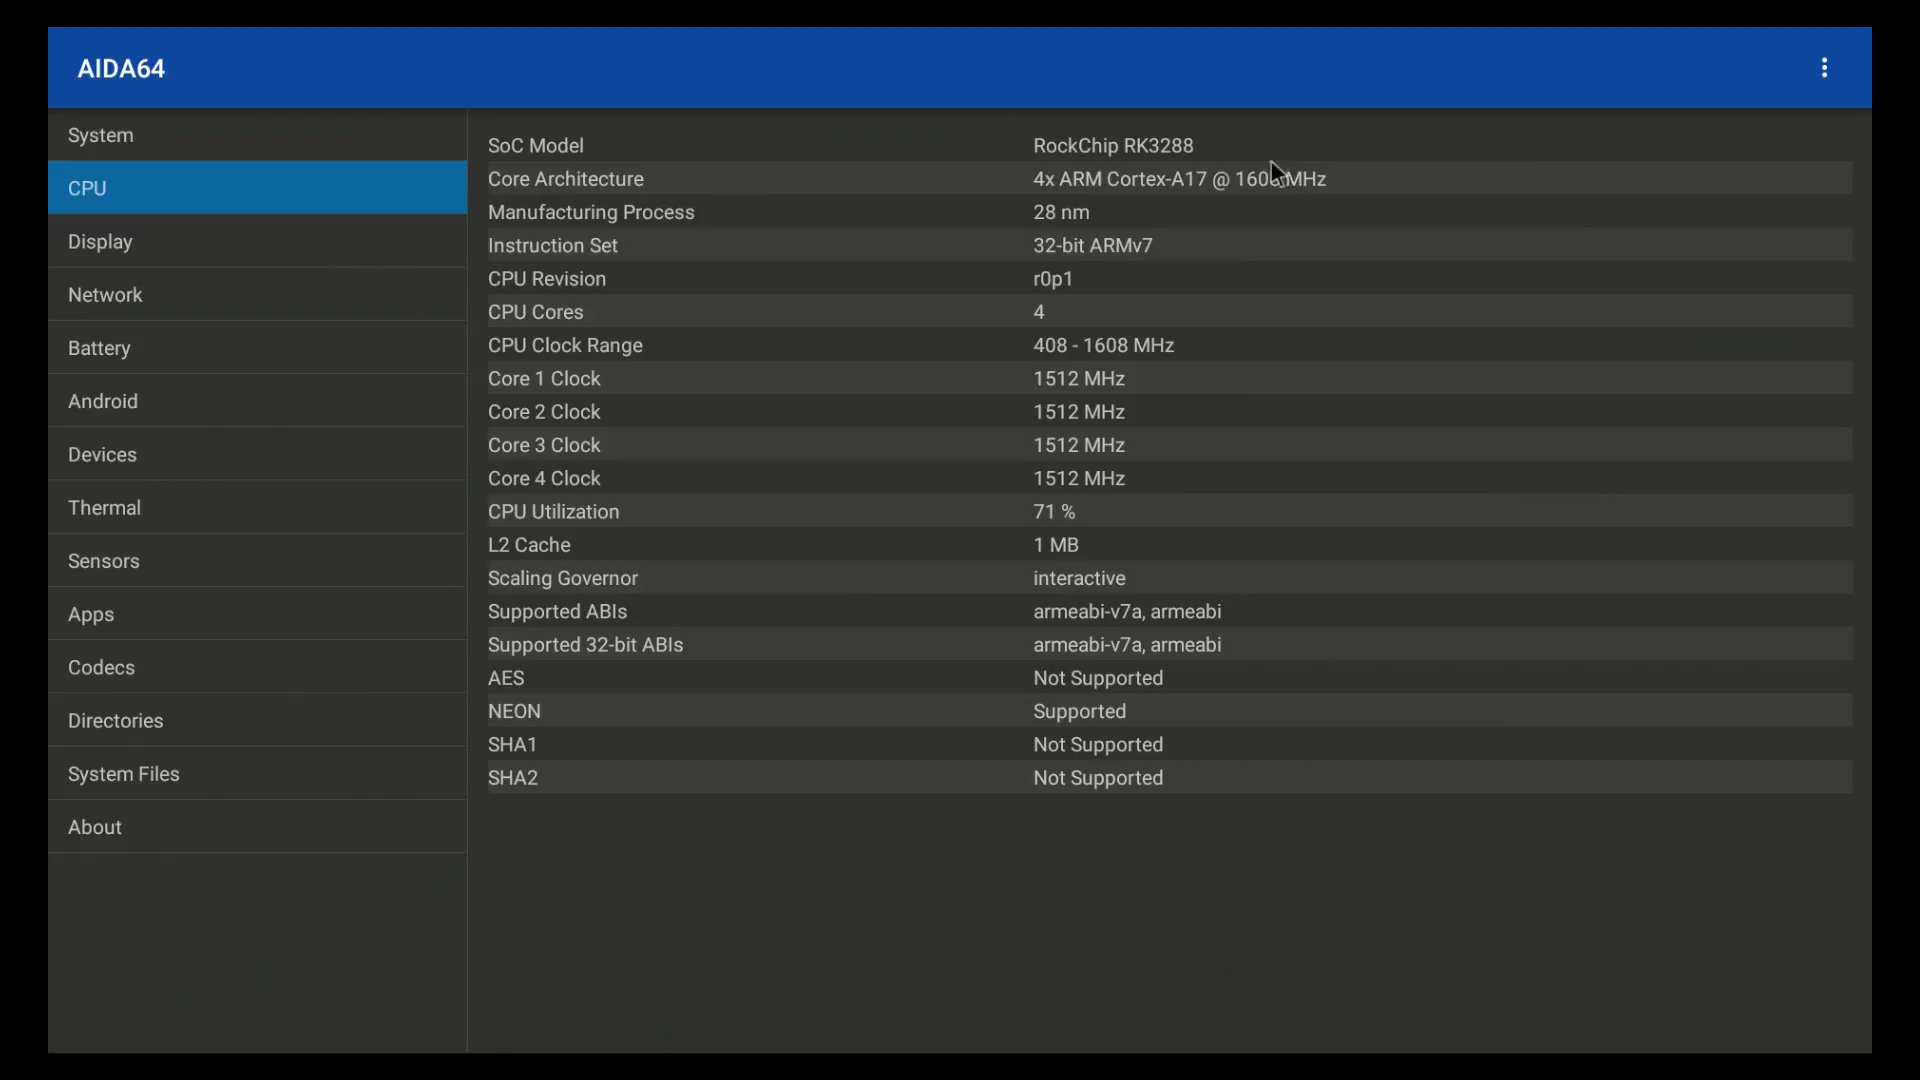 AIDA64
System
CPU
Display
Network
Battery
Android
Devices
Thermal
Sensors
Apps
Codecs
Directories
System Files
About
SoC Model RockChip RK3288
Core Architecture 4x ARM Cortex-A17 @ 1608 MHz
Manufacturing Process 28 nm
Instruction Set 32-bit ARMv7
CPU Revision r0p1
CPU Cores 4
CPU Clock Range 408 - 1608 MHz
Core 1 Clock 1512 MHz
Core 2 Clock 1512 MHz
Core 3 Clock 1512 MHz
Core 4 Clock 1512 MHz
CPU Utilization 71 %
L2 Cache 1 MB
Scaling Governor interactive
Supported ABIs armeabi-v7a, armeabi
Supported 32-bit ABIs armeabi-v7a, armeabi
AES Not Supported
NEON Supported
SHA1 Not Supported
SHA2 Not Supported